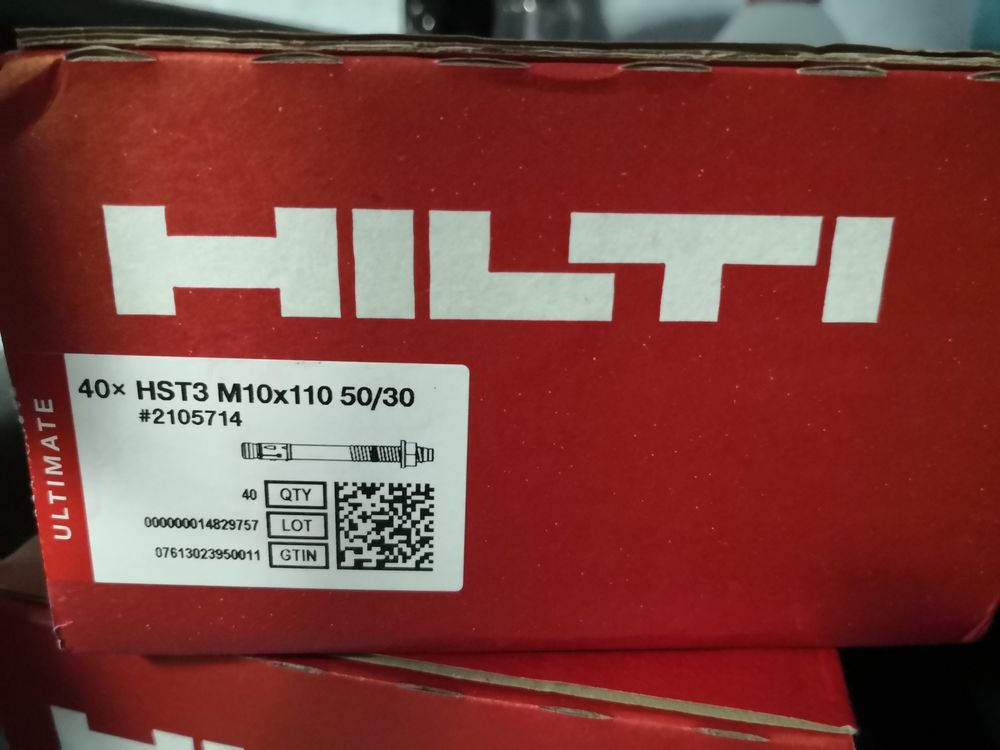 HILTI
ULTIMATE
40× HST3 M10x110 50/30
#2105714
40 QTY
000000014829757 LOT
07613023950011 GTIN